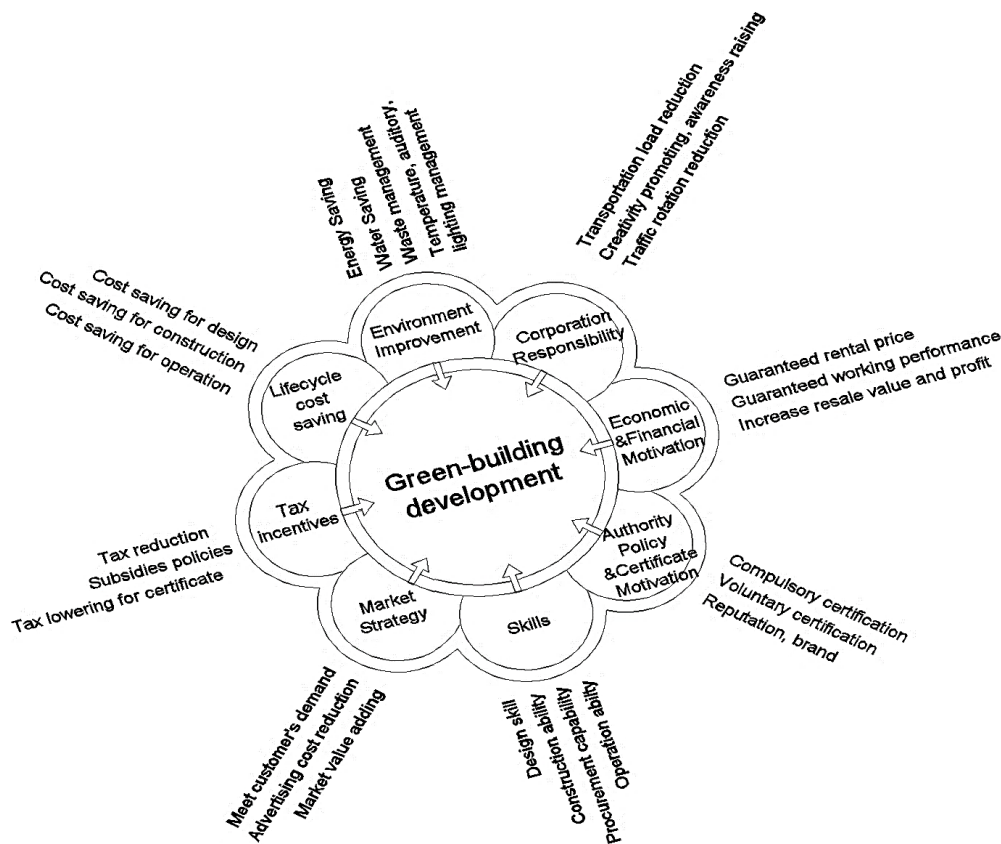 Energy Saving
Water Saving
Waste management
Temperature, auditory,
lighting management
Transportation load reduction
Creativity promoting, awareness raising
Traffic rotation reduction
Cost saving for design
Cost saving for construction
Cost saving for operation
Environment
Improvement
Corporation
Responsibility
Guaranteed rental price
Guaranteed working performance
Increase resale value and profit
Lifecycle
cost
saving
Economic
&Financial
Motivation
Green-building
development
Tax
incentives
Tax reduction
Subsidies policies
Tax lowering for certificate
Authority
Policy
&Certificate
Motivation
Compulsory certification
Voluntary certification
Reputation, brand
Market
Strategy
Skills
Meet customer's demand
Advertising cost reduction
Market value adding
Design skill
Construction ability
Procurement capability
Operation ability